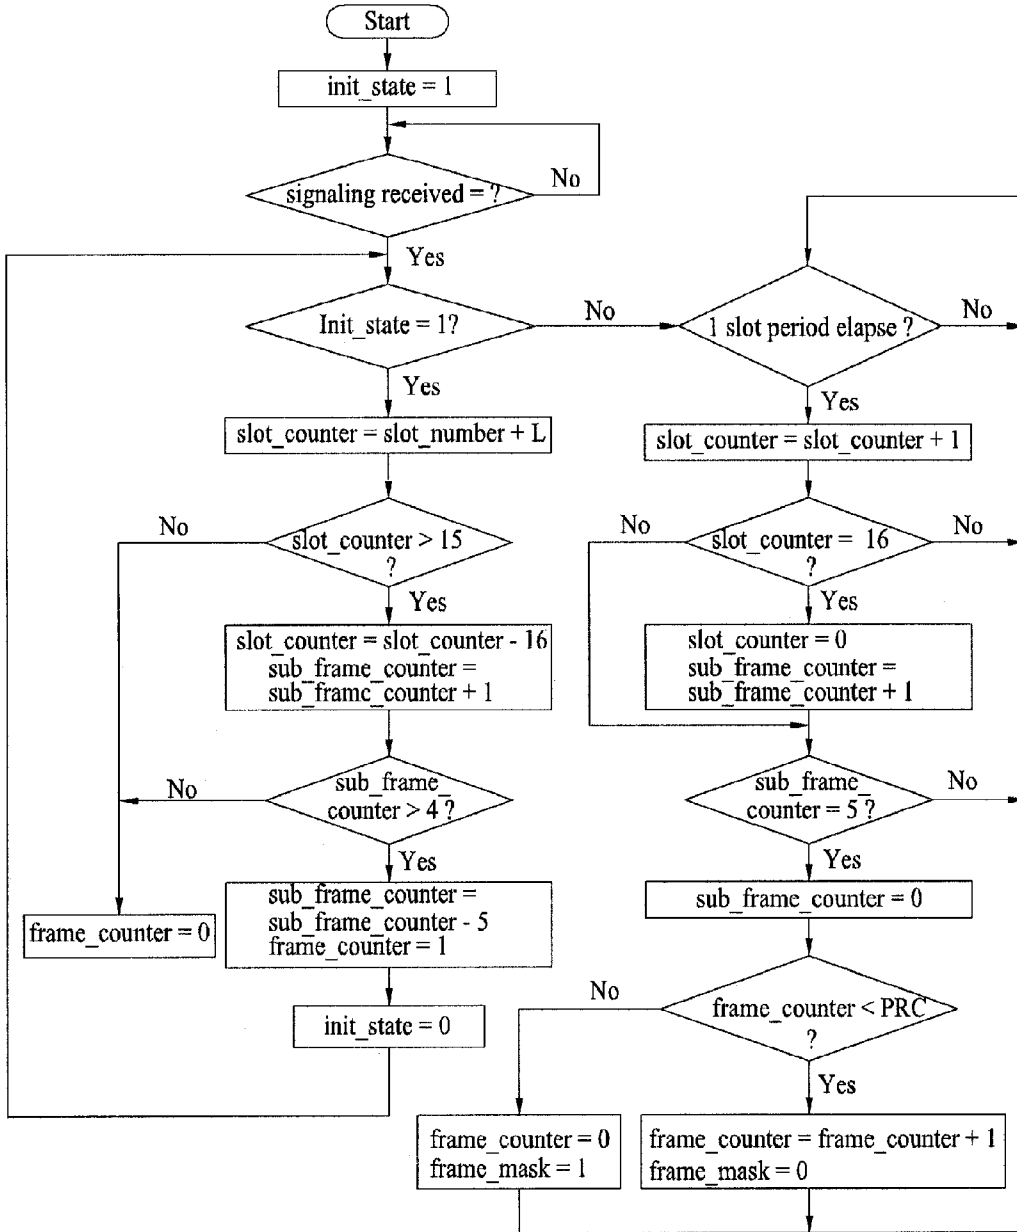 Start
init_state = 1
signaling received = ?
No
Yes
Init_state = 1?
No
1 slot period elapse ?
No
Yes
Yes
slot_counter = slot_number + L
slot_counter = slot_counter + 1
No
slot_counter > 15
?
No
slot_counter = 16
?
No
Yes
Yes
slot_counter = slot_counter - 16
sub_frame_counter =
sub_framc_counter + 1
slot_counter = 0
sub_frame_counter =
sub_frame_counter + 1
No
sub_frame_
counter > 4 ?
sub_frame_
counter = 5 ?
No
Yes
Yes
frame_counter = 0
sub_frame_counter =
sub_frame_counter - 5
frame_counter = 1
sub_frame_counter = 0
init_state = 0
No
frame_counter < PRC
?
Yes
frame_counter = 0
frame_mask = 1
frame_counter = frame_counter + 1
frame_mask = 0